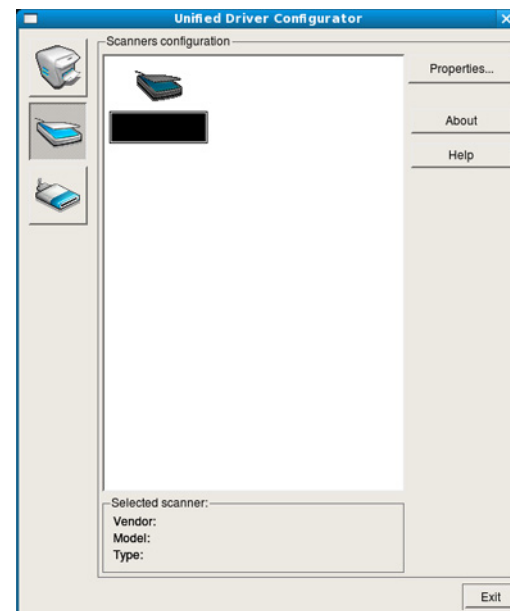 Unified Driver Configurator
Scanners configuration
Properties...
About
Help
Selected scanner:
Vendor:
Model:
Type:
Exit